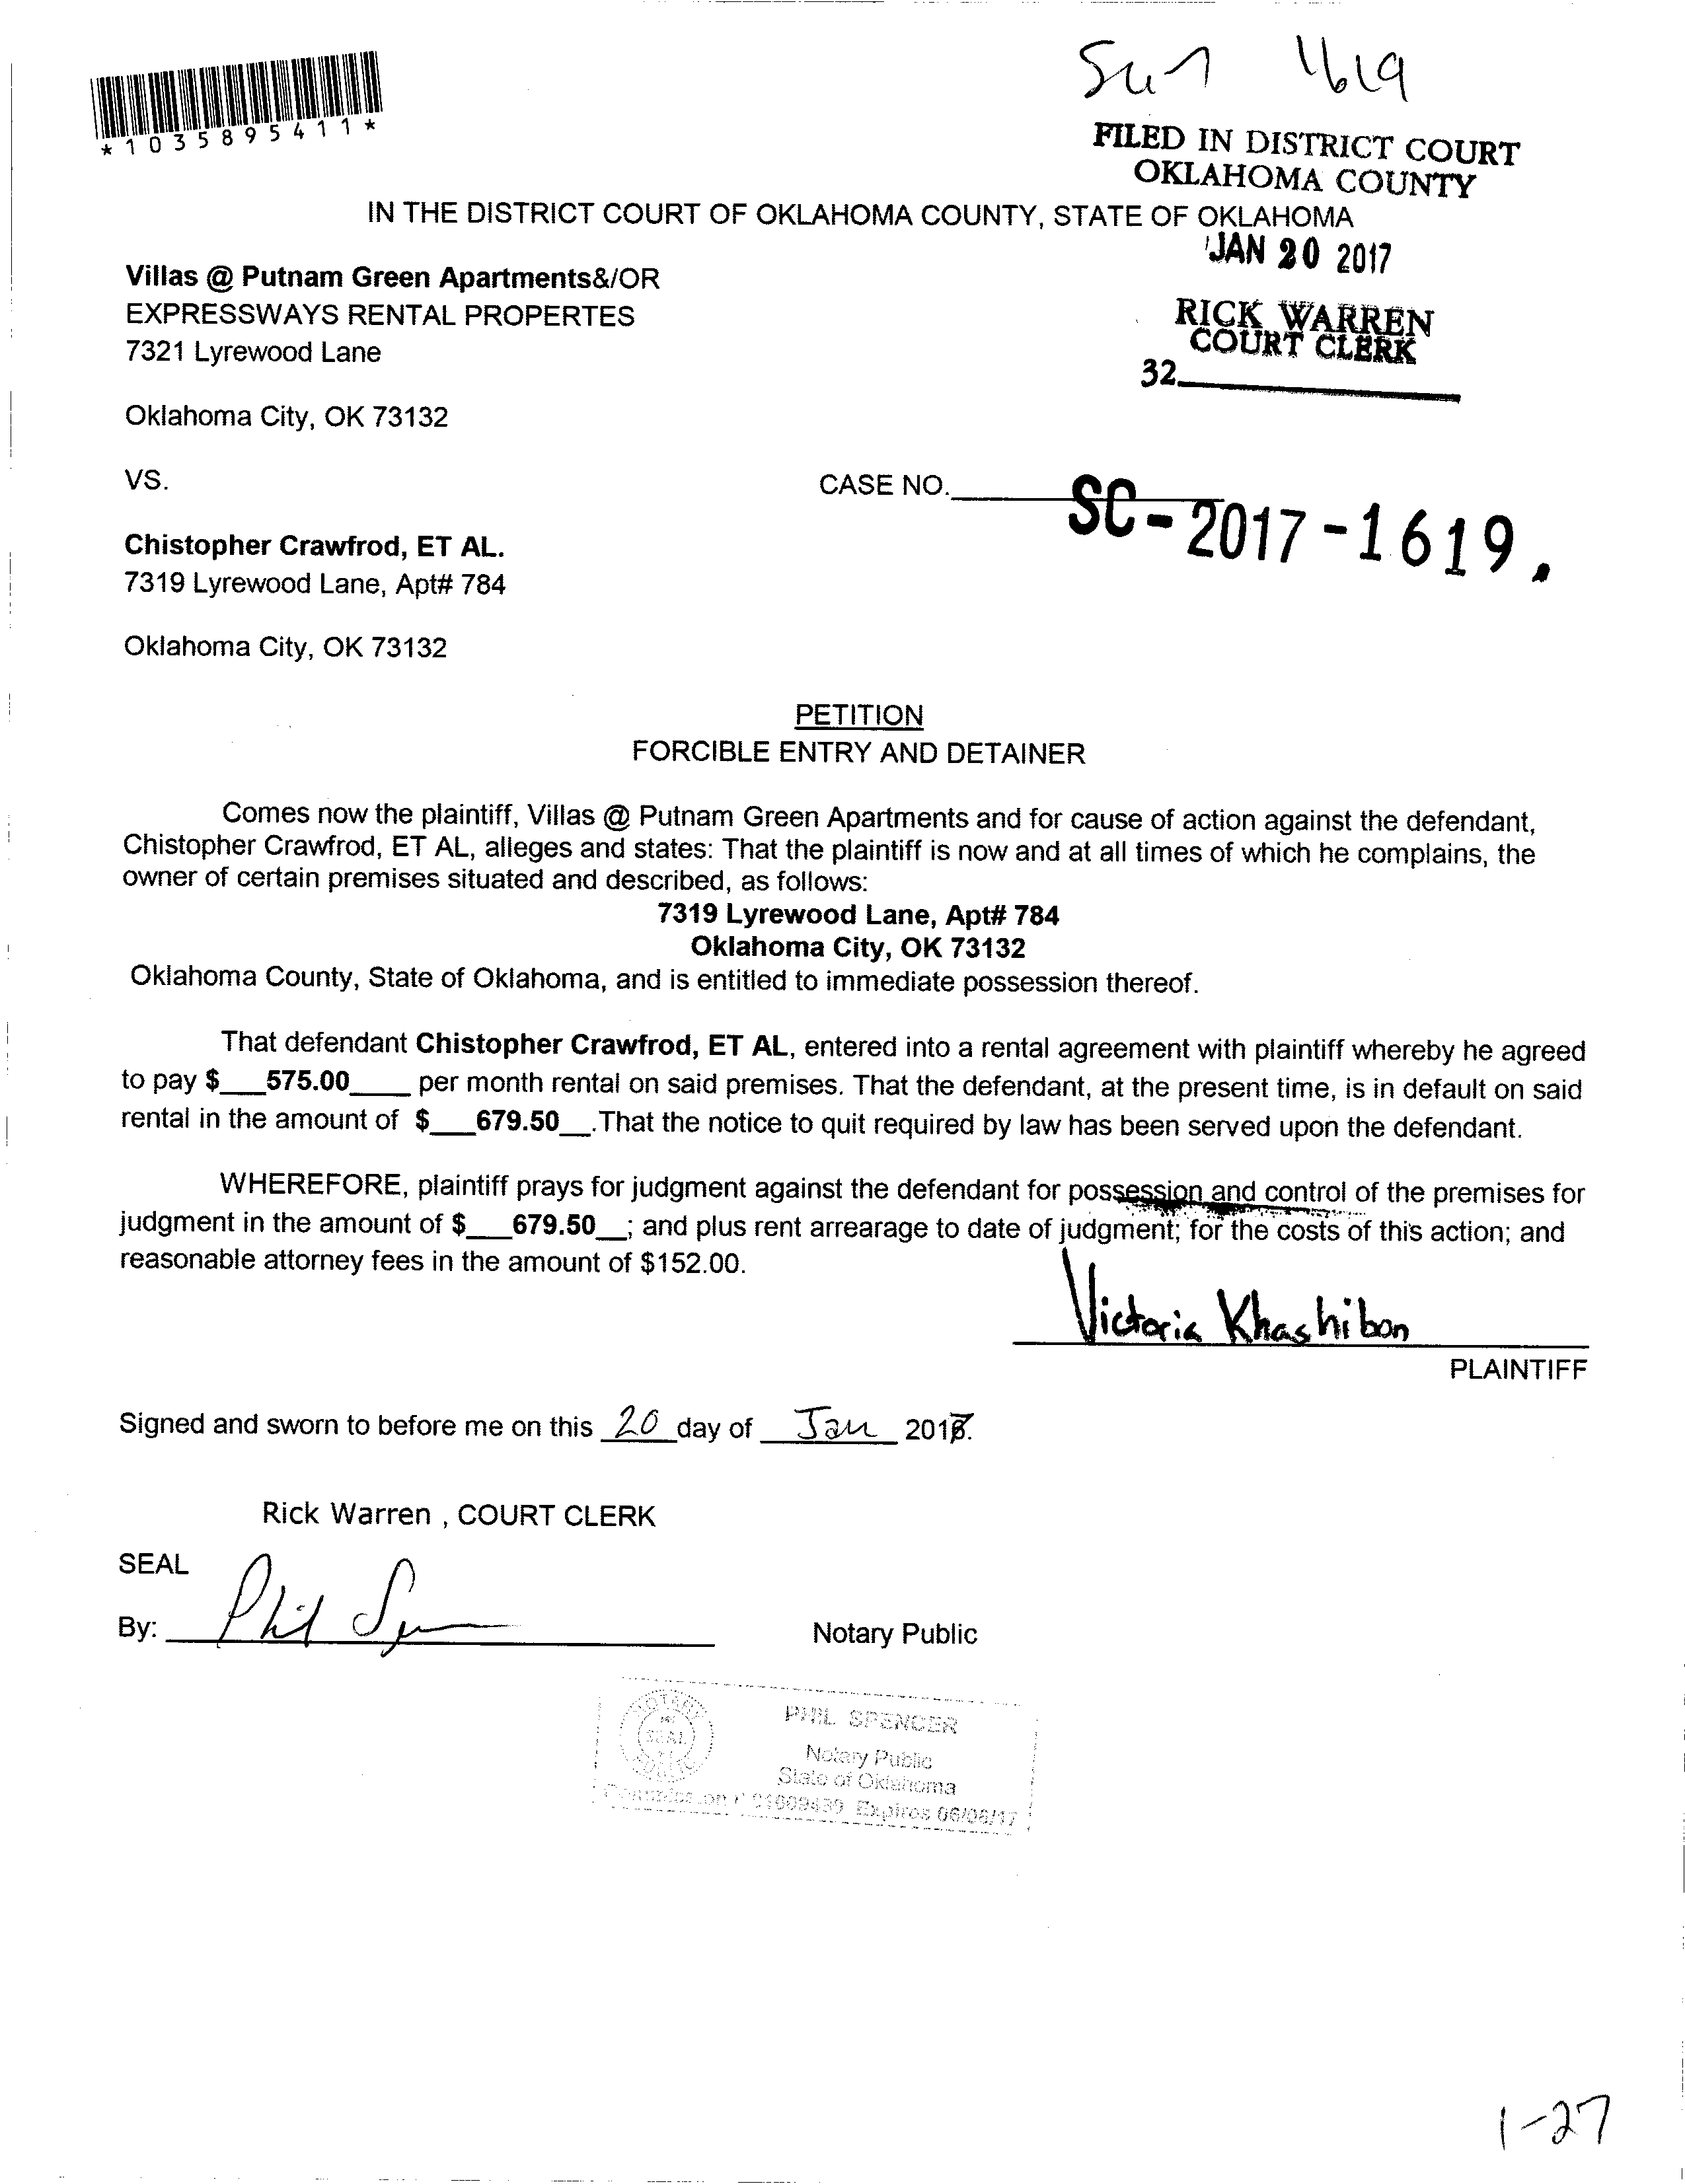 *1035895411*
1619
FILED IN DISTRICT COURT
OKLAHOMA COUNTY
IN THE DISTRICT COURT OF OKLAHOMA COUNTY, STATE OF OKLAHOMA
JAN 20 2017
Villas @ Putnam Green Apartments&/OR
EXPRESSWAYS RENTAL PROPERTES
7321 Lyrewood Lane
RICK WARREN
COURT CLERK
32
Oklahoma City, OK 73132
VS.
CASE NO. SC-2017-1619.
Chistopher Crawfrod, ET AL.
7319 Lyrewood Lane, Apt# 784
Oklahoma City, OK 73132
PETITION
FORCIBLE ENTRY AND DETAINER
Comes now the plaintiff, Villas @ Putnam Green Apartments and for cause of action against the defendant,
Chistopher Crawfrod, ET AL, alleges and states: That the plaintiff is now and at all times of which he complains, the
owner of certain premises situated and described, as follows:
7319 Lyrewood Lane, Apt# 784
Oklahoma City, OK 73132
Oklahoma County, State of Oklahoma, and is entitled to immediate possession thereof.
That defendant Chistopher Crawfrod, ET AL, entered into a rental agreement with plaintiff whereby he agreed
to pay $___575.00____ per month rental on said premises. That the defendant, at the present time, is in default on said
rental in the amount of $___679.50__.That the notice to quit required by law has been served upon the defendant.
WHEREFORE, plaintiff prays for judgment against the defendant for possession and control of the premises for
judgment in the amount of $___679.50__; and plus rent arrearage to date of judgment; for the costs of this action; and
reasonable attorney fees in the amount of $152.00.
Victoria Khashibon
PLAINTIFF
Signed and sworn to before me on this 20 day of Jan 2017.
Rick Warren , COURT CLERK
SEAL
By: Phil Spencer
Notary Public
PHIL SPENCER
Notary Public
State of Oklahoma
Commission # 01009439 Expires 06/06/17
1-27